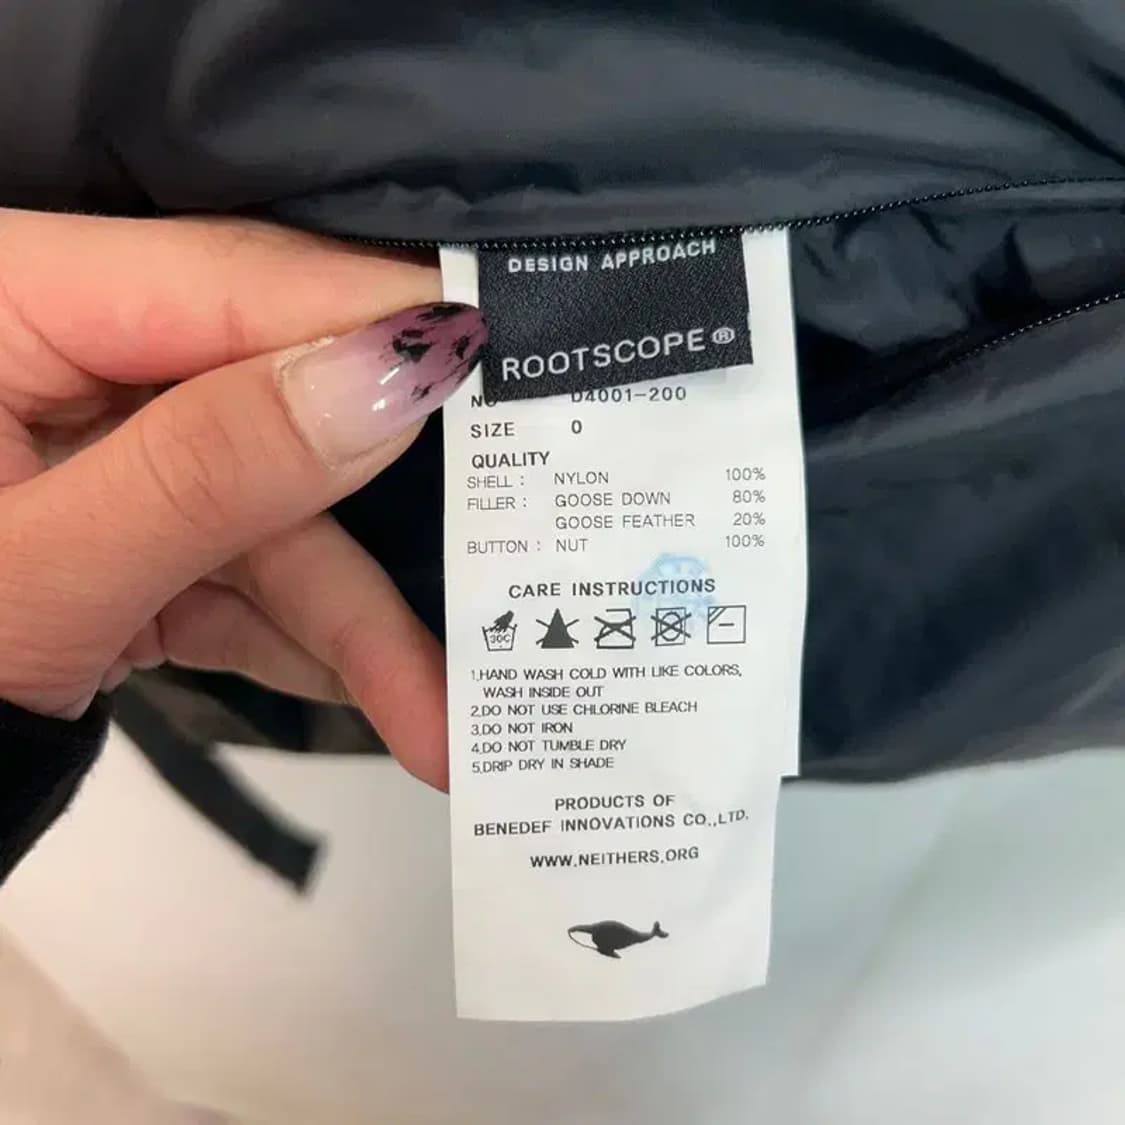 DESIGN APPROACH
ROOTSCOPE®
NO D4001-200
SIZE 0
QUALITY
SHELL : NYLON 100%
FILLER : GOOSE DOWN 80%
GOOSE FEATHER 20%
BUTTON : NUT 100%
CARE INSTRUCTIONS
30C
1.HAND WASH COLD WITH LIKE COLORS,
WASH INSIDE OUT
2.DO NOT USE CHLORINE BLEACH
3.DO NOT IRON
4.DO NOT TUMBLE DRY
5.DRIP DRY IN SHADE
PRODUCTS OF
BENEDEF INNOVATIONS CO.,LTD.
WWW.NEITHERS.ORG